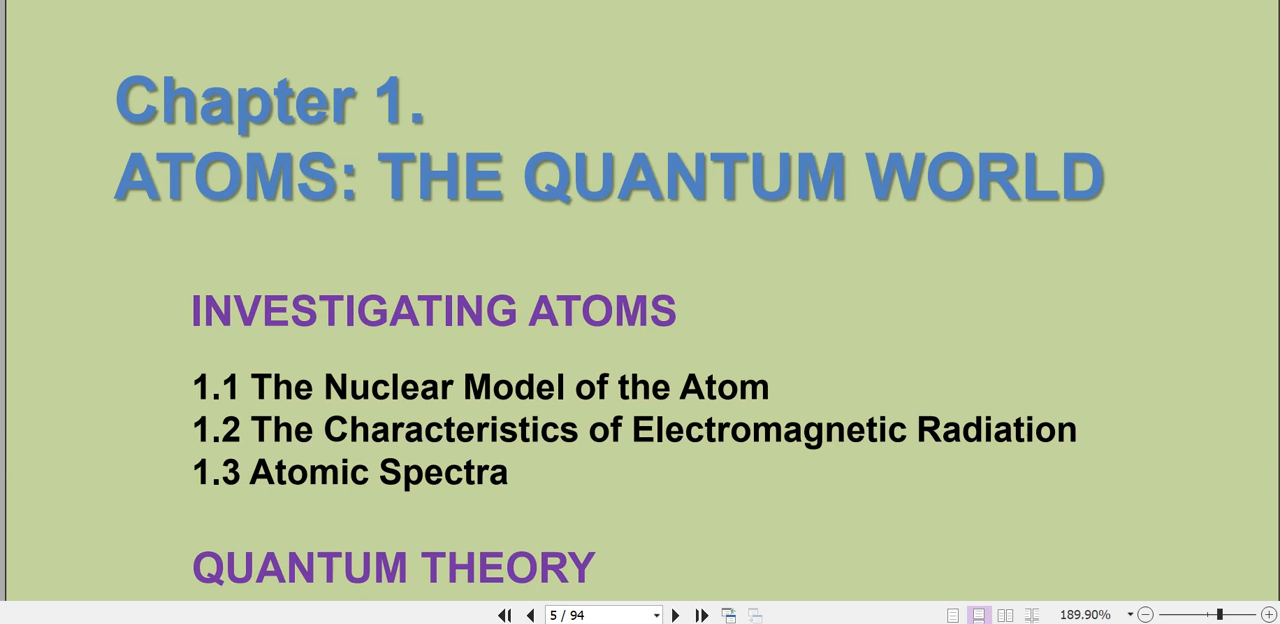 Chapter 1.
ATOMS: THE QUANTUM WORLD
INVESTIGATING ATOMS
1.1 The Nuclear Model of the Atom
1.2 The Characteristics of Electromagnetic Radiation
1.3 Atomic Spectra
QUANTUM THEORY
5 / 94
189.90%